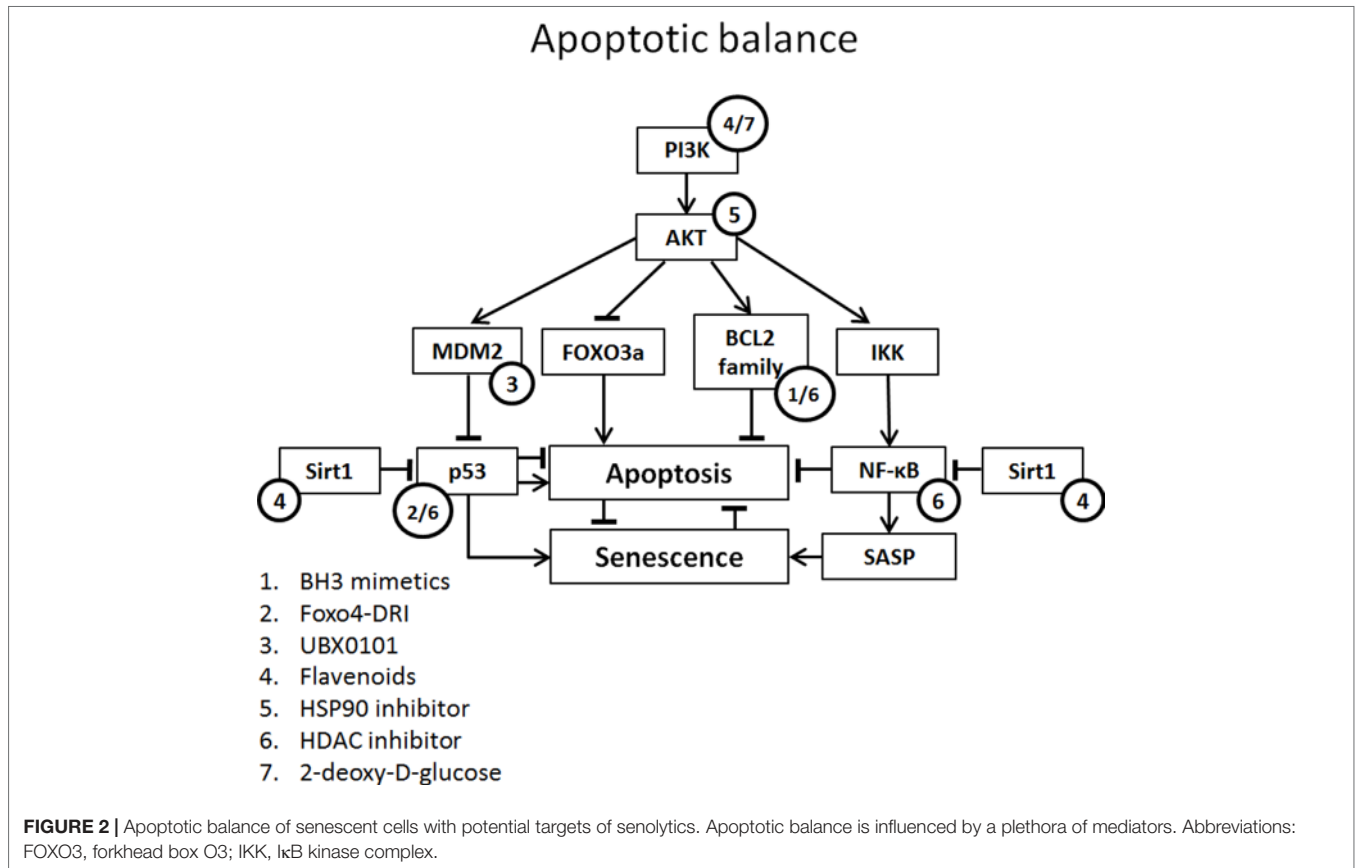 Apoptotic balance
4/7
PI3K
5
AKT
MDM2
3
FOXO3a
BCL2
family
1/6
IKK
Sirt1
4
p53
2/6
Apoptosis
NF-κB
6
Sirt1
4
Senescence
SASP
1. BH3 mimetics
2. Foxo4-DRI
3. UBX0101
4. Flavenoids
5. HSP90 inhibitor
6. HDAC inhibitor
7. 2-deoxy-D-glucose
FIGURE 2 | Apoptotic balance of senescent cells with potential targets of senolytics. Apoptotic balance is influenced by a plethora of mediators. Abbreviations:
FOXO3, forkhead box O3; IKK, IκB kinase complex.